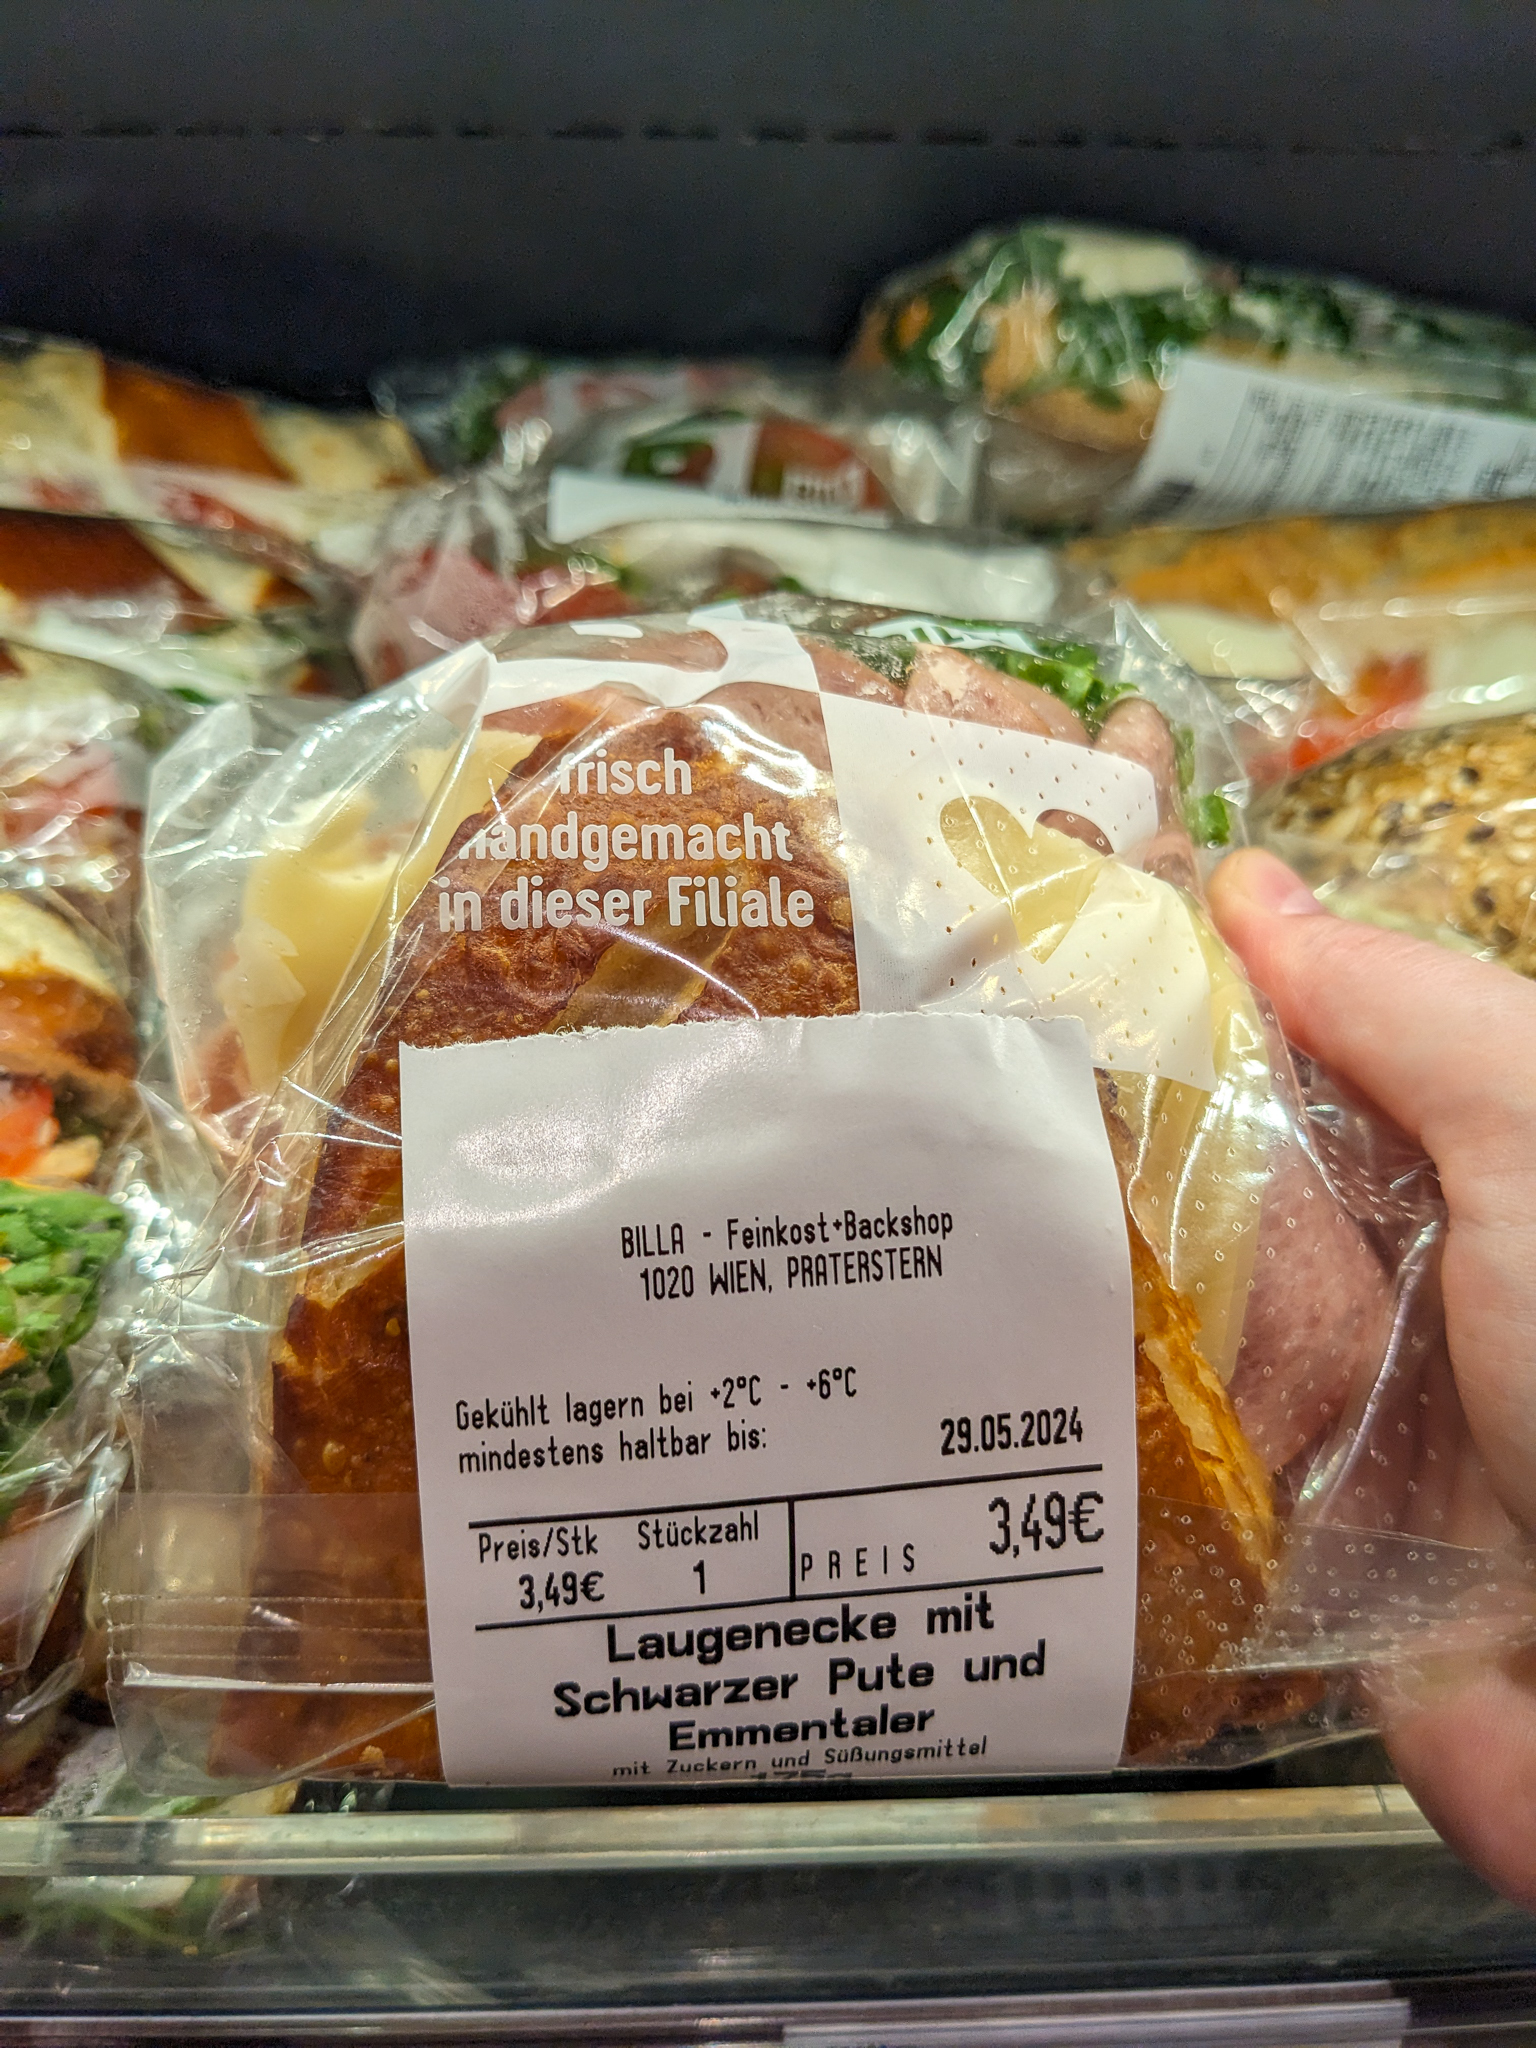 frisch
handgemacht
in dieser Filiale
BILLA - Feinkost+Backshop
1020 WIEN, PRATERSTERN
Gekühlt lagern bei +2°C - +6°C
mindestens haltbar bis: 29.05.2024
Preis/Stk Stückzahl
3,49€ 1 PREIS 3,49€
Laugenecke mit
Schwarzer Pute und
Emmentaler
mit Zuckern und Süßungsmittel